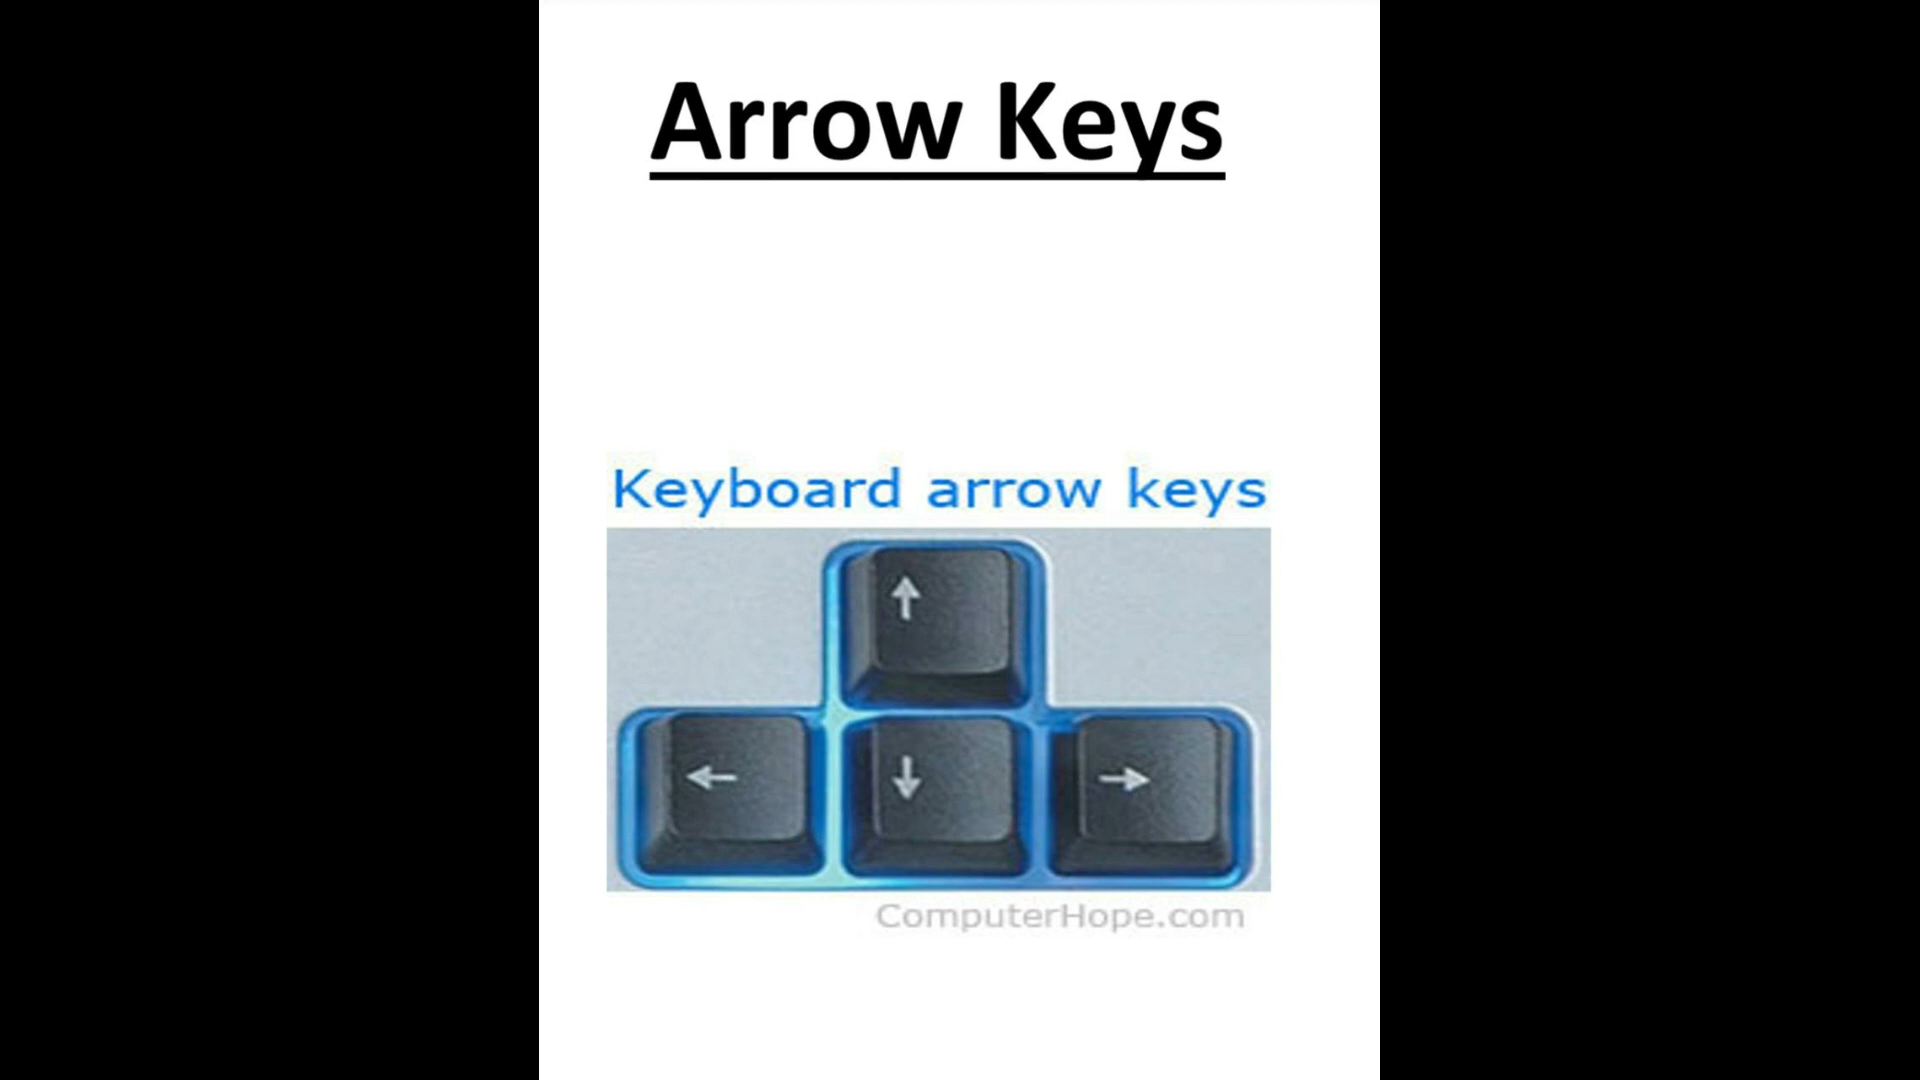 Arrow Keys
Keyboard arrow keys
↑
← ↓ →
ComputerHope.com